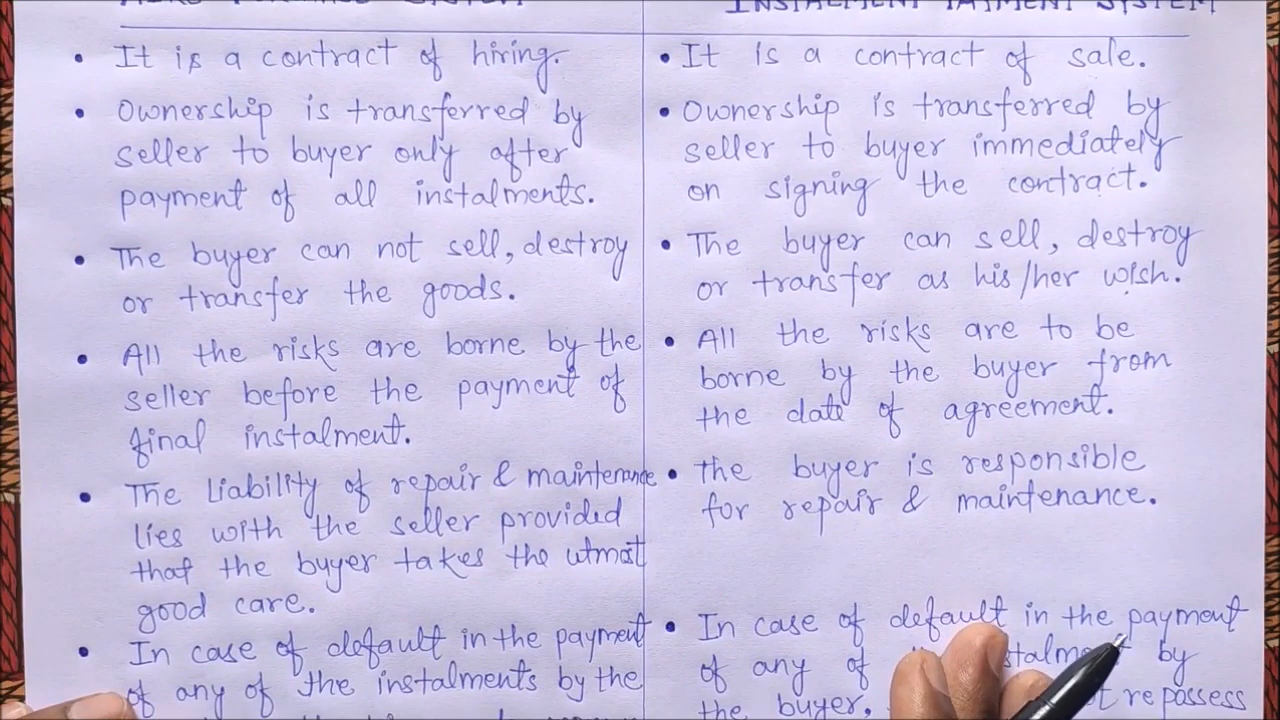 INSTALMENT PAYMENT SYSTEM
• It is a contract of hiring.
• Ownership is transferred by
seller to buyer only after
payment of all instalments.
• The buyer can not sell, destroy
or transfer the goods.
• All the risks are borne by the
seller before the payment of
final instalment.
• The Liability of repair & maintenance
lies with the seller provided
that the buyer takes the utmost
good care.
• In case of default in the payment
of any of the instalments by the
• It is a contract of sale.
• Ownership is transferred by
seller to buyer immediately
on signing the contract.
• The buyer can sell, destroy
or transfer as his/her wish.
• All the risks are to be
borne by the buyer from
the date of agreement.
• The buyer is responsible
for repair & maintenance.
• In case of default in the payment
of any of by
the buyer, repossess